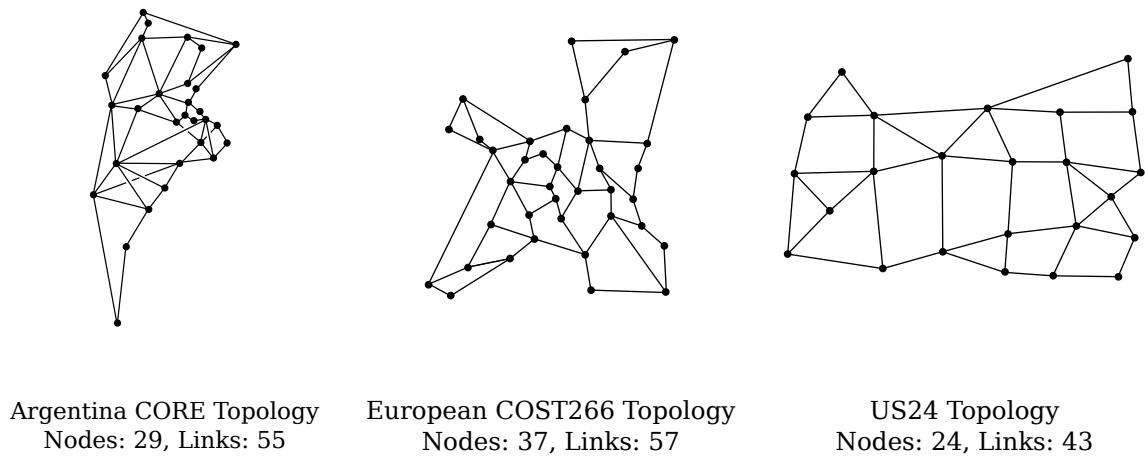 Argentina CORE Topology
Nodes: 29, Links: 55
European COST266 Topology
Nodes: 37, Links: 57
US24 Topology
Nodes: 24, Links: 43